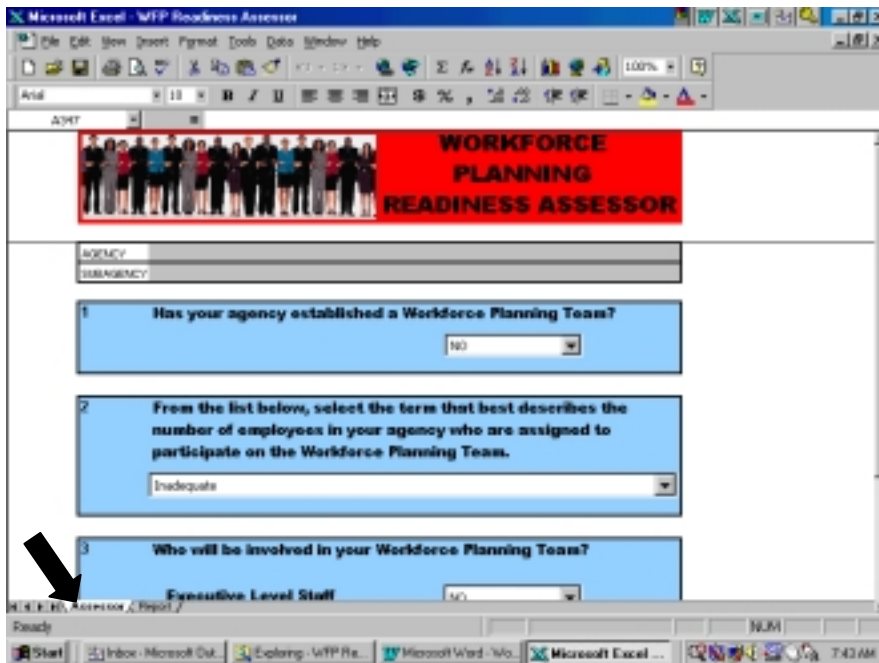 Microsoft Excel - WFP Readiness Assessor
File Edit View Insert Format Tools Data Window Help
100%
Arial 10 B I U $ % ,
A347 =
WORKFORCE
PLANNING
READINESS ASSESSOR
AGENCY
SUBAGENCY
1 Has your agency established a Workforce Planning Team?
NO
2 From the list below, select the term that best describes the
number of employees in your agency who are assigned to
participate on the Workforce Planning Team.
Inadequate
3 Who will be involved in your Workforce Planning Team?
Executive Level Staff NO
Assessor / Report /
Ready NUM
Start Inbox - Microsoft Out... Exploring - WFP Re... Microsoft Word - Wo... Microsoft Excel ... 7:43 AM